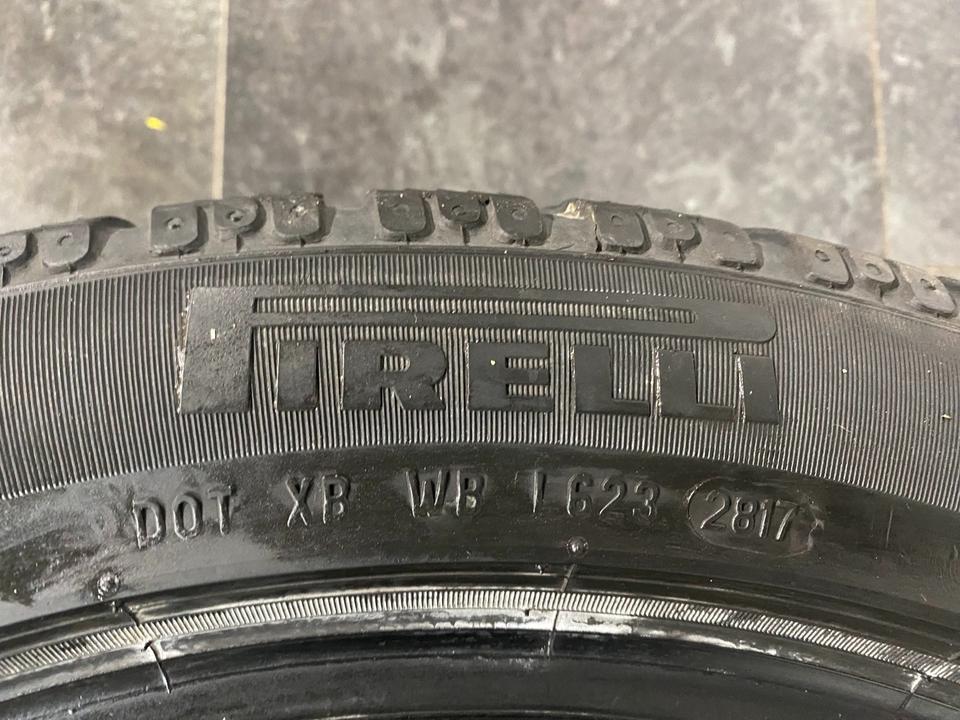 PIRELLI
DOT XB WB 1623 2817